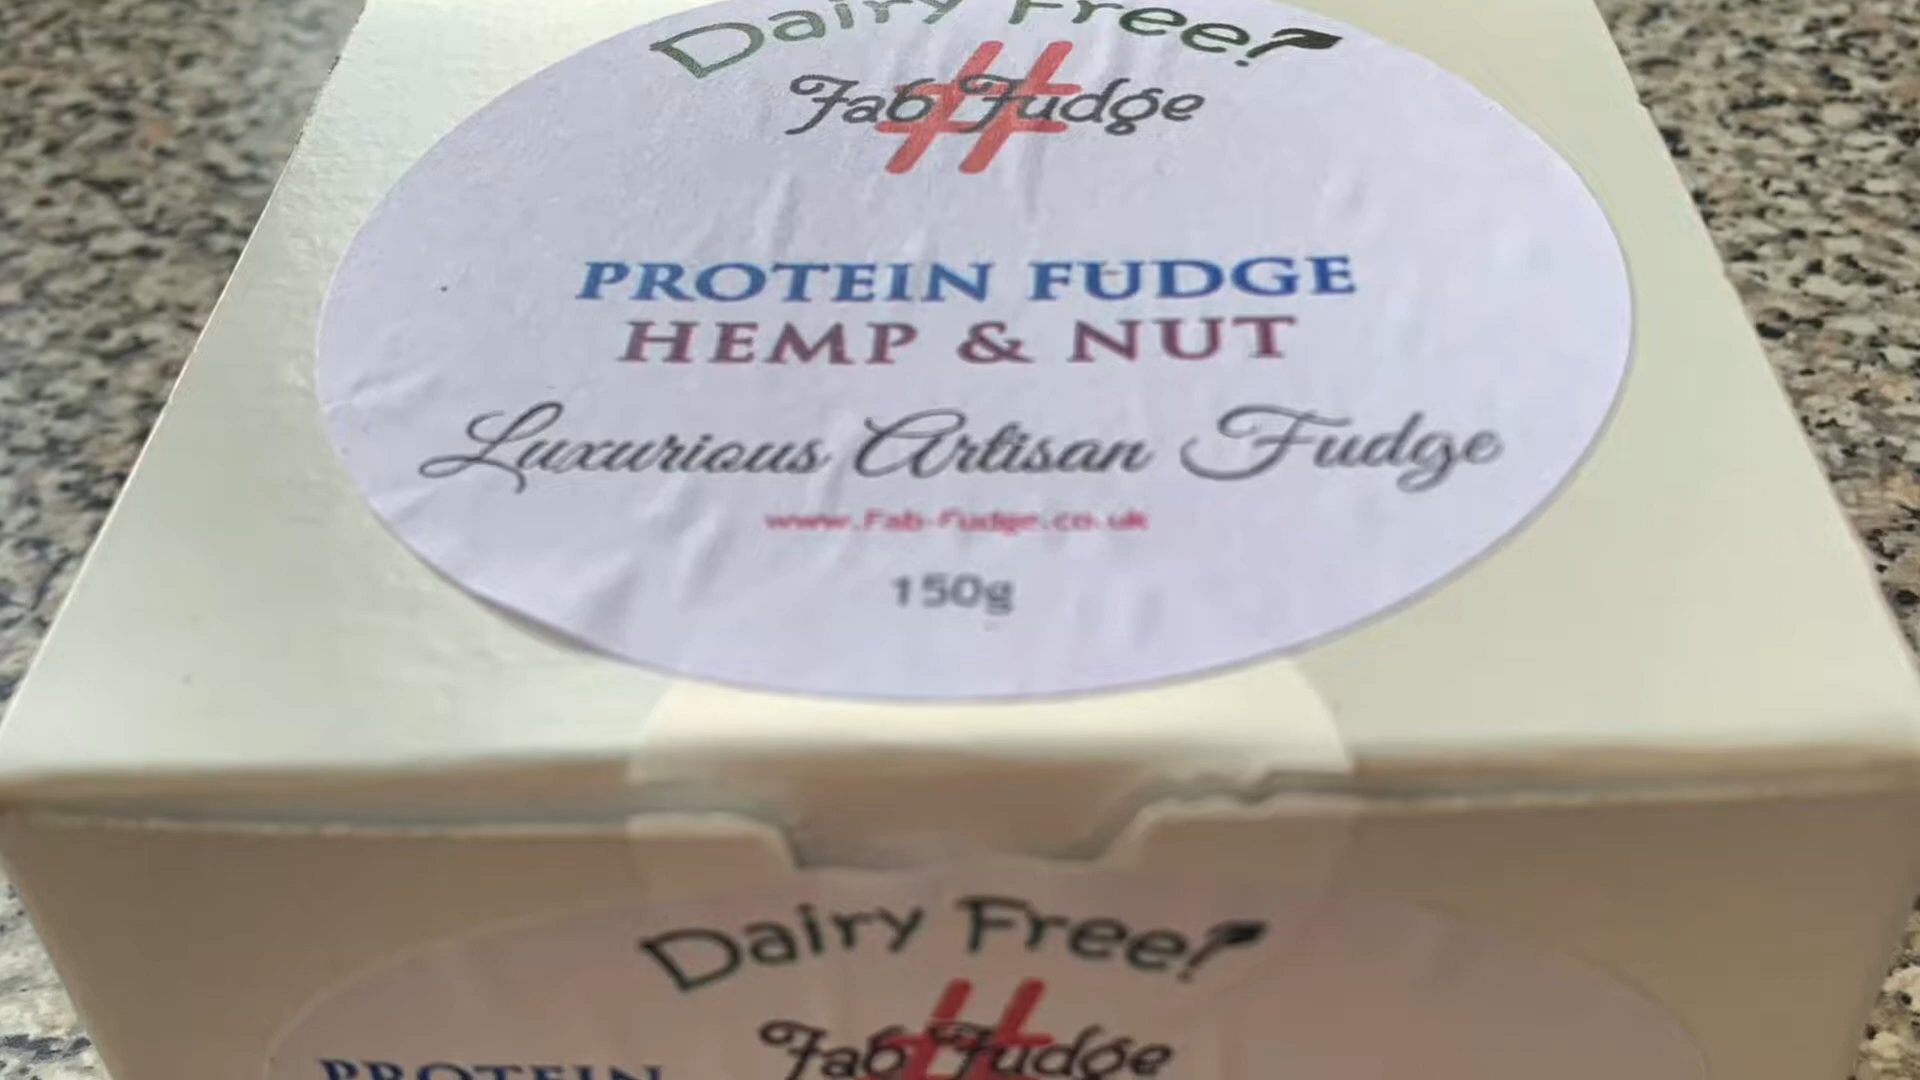 Dairy Free!
#
Fab Fudge
PROTEIN FUDGE
HEMP & NUT
Luxurious Artisan Fudge
www.Fab-Fudge.co.uk
150g
Dairy Free!
#
Fab Fudge
PROTEIN